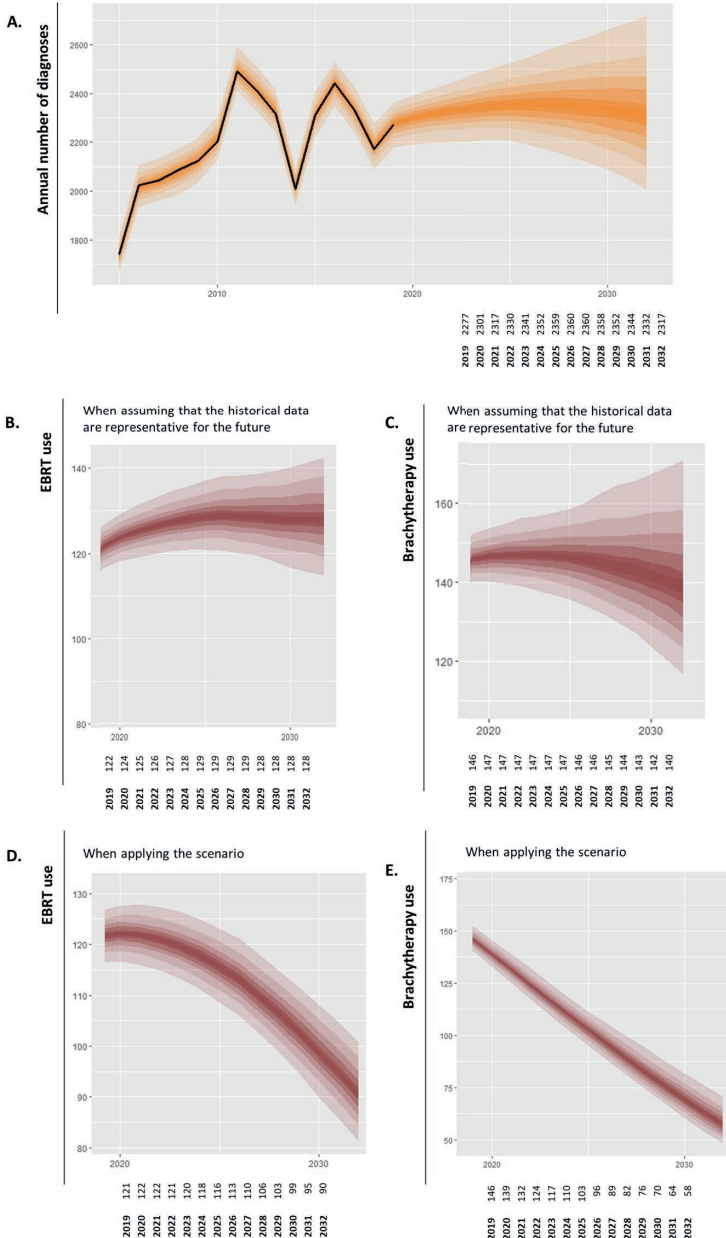 A.
Annual number of diagnoses
2600
2400
2200
2000
1800
2010 2020 2030
2277 2301 2317 2330 2341 2352 2359 2360 2360 2358 2352 2344 2332 2317
2019 2020 2021 2022 2023 2024 2025 2026 2027 2028 2029 2030 2031 2032
B.
EBRT use
When assuming that the historical data
are representative for the future
140
120
100
80
2020 2030
122 124 125 126 127 128 129 129 129 128 128 128 128 128
2019 2020 2021 2022 2023 2024 2025 2026 2027 2028 2029 2030 2031 2032
C.
Brachytherapy use
When assuming that the historical data
are representative for the future
160
140
120
2020 2030
146 147 147 147 147 147 147 146 146 145 144 143 142 140
2019 2020 2021 2022 2023 2024 2025 2026 2027 2028 2029 2030 2031 2032
D.
EBRT use
When applying the scenario
130
120
110
100
90
80
2020 2030
121 122 122 121 120 118 116 113 110 106 103 99 95 90
2019 2020 2021 2022 2023 2024 2025 2026 2027 2028 2029 2030 2031 2032
E.
Brachytherapy use
When applying the scenario
175
150
125
100
75
50
2020 2030
146 139 132 124 117 110 103 96 89 82 76 70 64 58
2019 2020 2021 2022 2023 2024 2025 2026 2027 2028 2029 2030 2031 2032